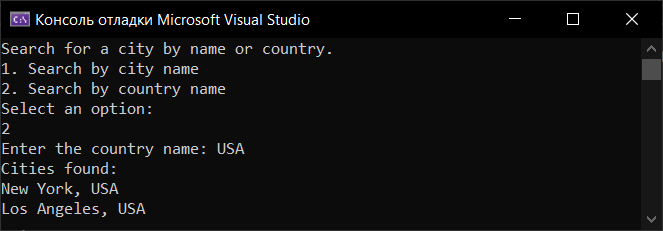 Консоль отладки Microsoft Visual Studio
Search for a city by name or country.
1. Search by city name
2. Search by country name
Select an option:
2
Enter the country name: USA
Cities found:
New York, USA
Los Angeles, USA